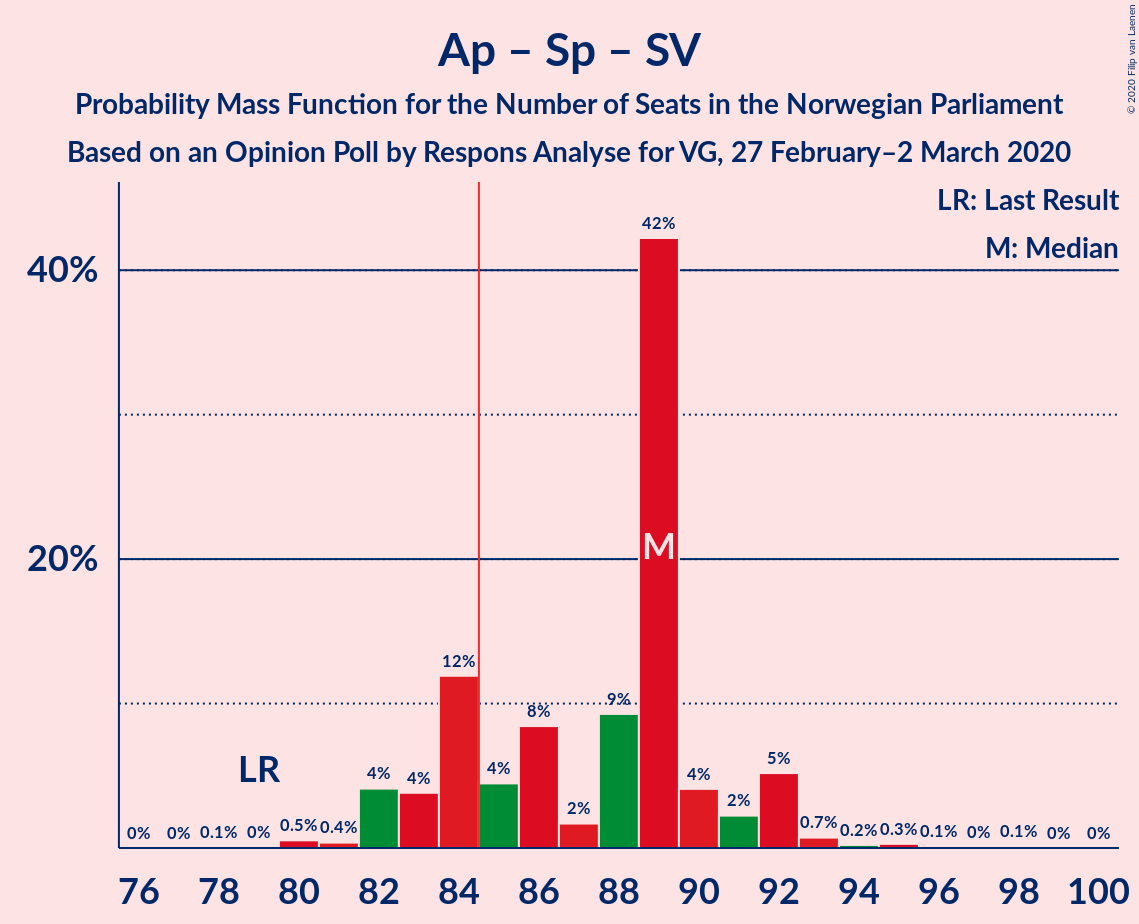 Ap – Sp – SV
Probability Mass Function for the Number of Seats in the Norwegian Parliament
Based on an Opinion Poll by Respons Analyse for VG, 27 February–2 March 2020
© 2020 Filip van Laenen
LR: Last Result
M: Median
40%
20%
LR
M
0% 0% 0.1% 0% 0.5% 0.4% 4% 4% 12% 4% 8% 2% 9% 42% 4% 2% 5% 0.7% 0.2% 0.3% 0.1% 0% 0.1% 0% 0%
76 78 80 82 84 86 88 90 92 94 96 98 100